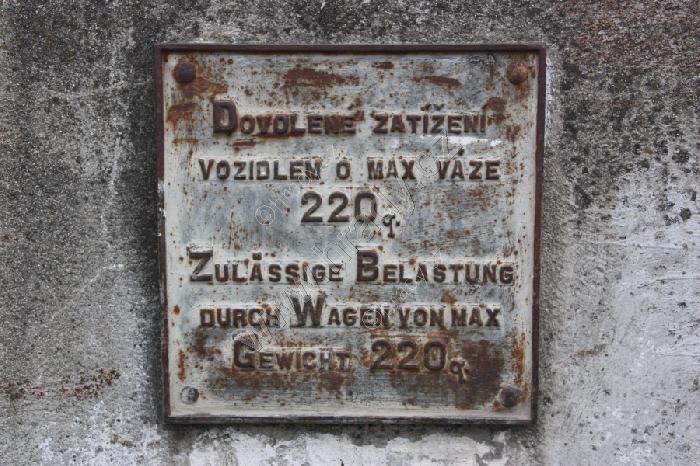 DOVOLENÉ ZATÍŽENÍ
VOZIDLEM O MAX VÁZE
220q.
ZULÄSSIGE BELASTUNG
DURCH WAGEN VON MAX
GEWICHT 220q.